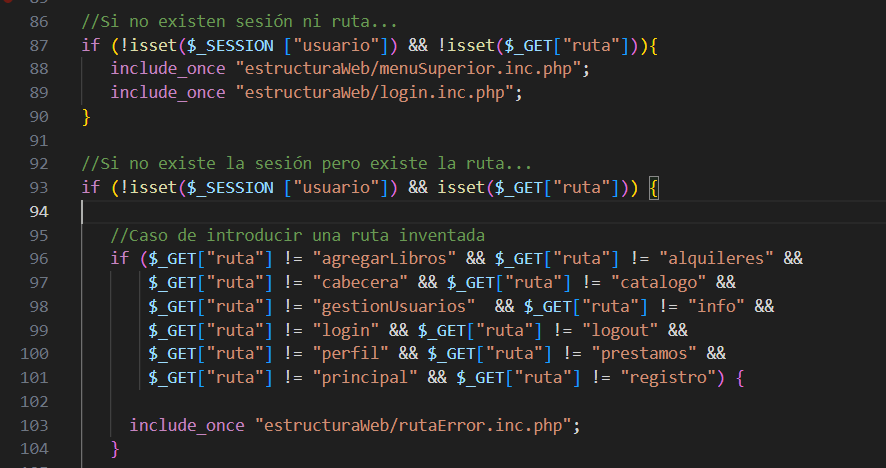 86 //Si no existen sesión ni ruta...
87 if (!isset($_SESSION ["usuario"]) && !isset($_GET["ruta"])){
88 include_once "estructuraWeb/menuSuperior.inc.php";
89 include_once "estructuraWeb/login.inc.php";
90 }
91
92 //Si no existe la sesión pero existe la ruta...
93 if (!isset($_SESSION ["usuario"]) && isset($_GET["ruta"])) {
94
95 //Caso de introducir una ruta inventada
96 if ($_GET["ruta"] != "agregarLibros" && $_GET["ruta"] != "alquileres" &&
97 $_GET["ruta"] != "cabecera" && $_GET["ruta"] != "catalogo" &&
98 $_GET["ruta"] != "gestionUsuarios"  && $_GET["ruta"] != "info" &&
99 $_GET["ruta"] != "login" && $_GET["ruta"] != "logout" &&
100 $_GET["ruta"] != "perfil" && $_GET["ruta"] != "prestamos" &&
101 $_GET["ruta"] != "principal" && $_GET["ruta"] != "registro") {
102
103 include_once "estructuraWeb/rutaError.inc.php";
104 }